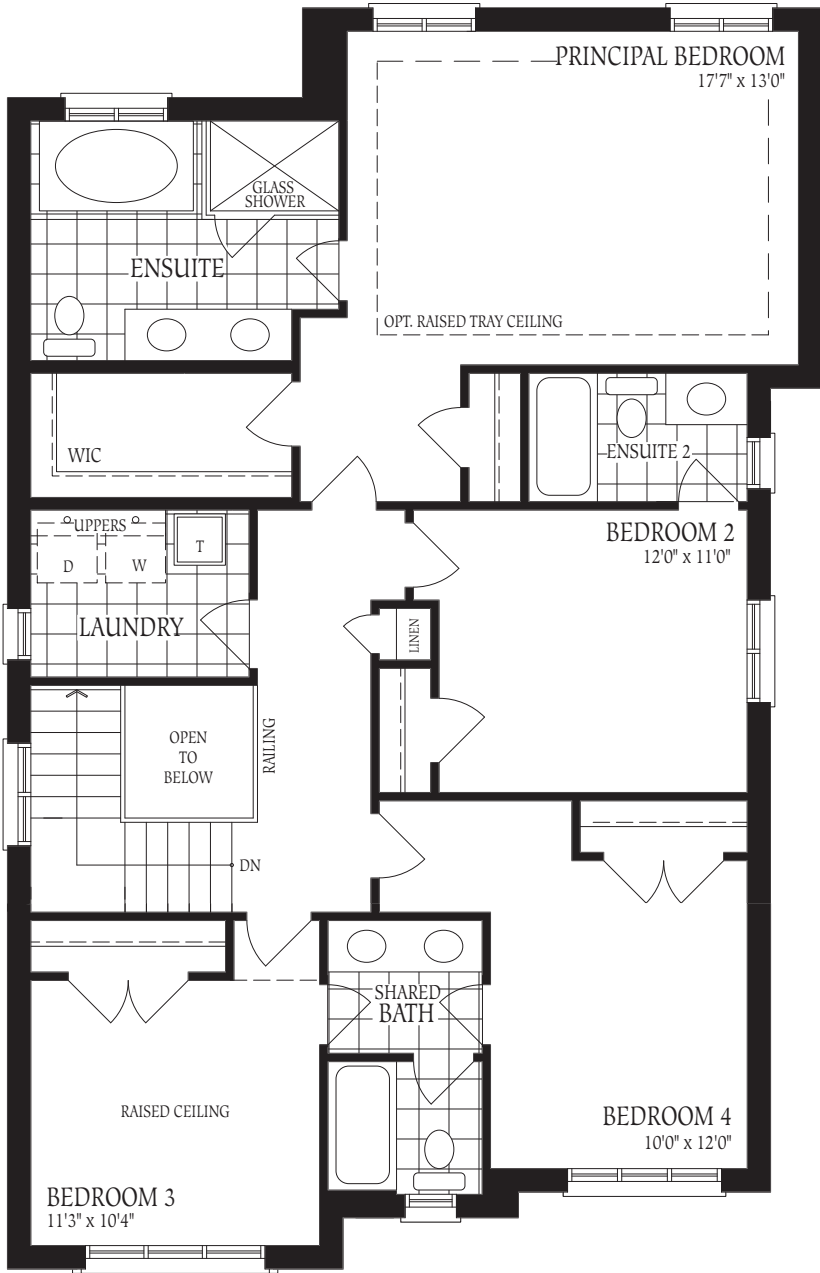 PRINCIPAL BEDROOM
17'7" x 13'0"
GLASS
SHOWER
ENSUITE
OPT. RAISED TRAY CEILING
WIC
ENSUITE 2
UPPERS
D
W
T
BEDROOM 2
12'0" x 11'0"
LAUNDRY
LINEN
OPEN
TO
BELOW
RAILING
DN
SHARED
BATH
RAISED CEILING
BEDROOM 4
10'0" x 12'0"
BEDROOM 3
11'3" x 10'4"